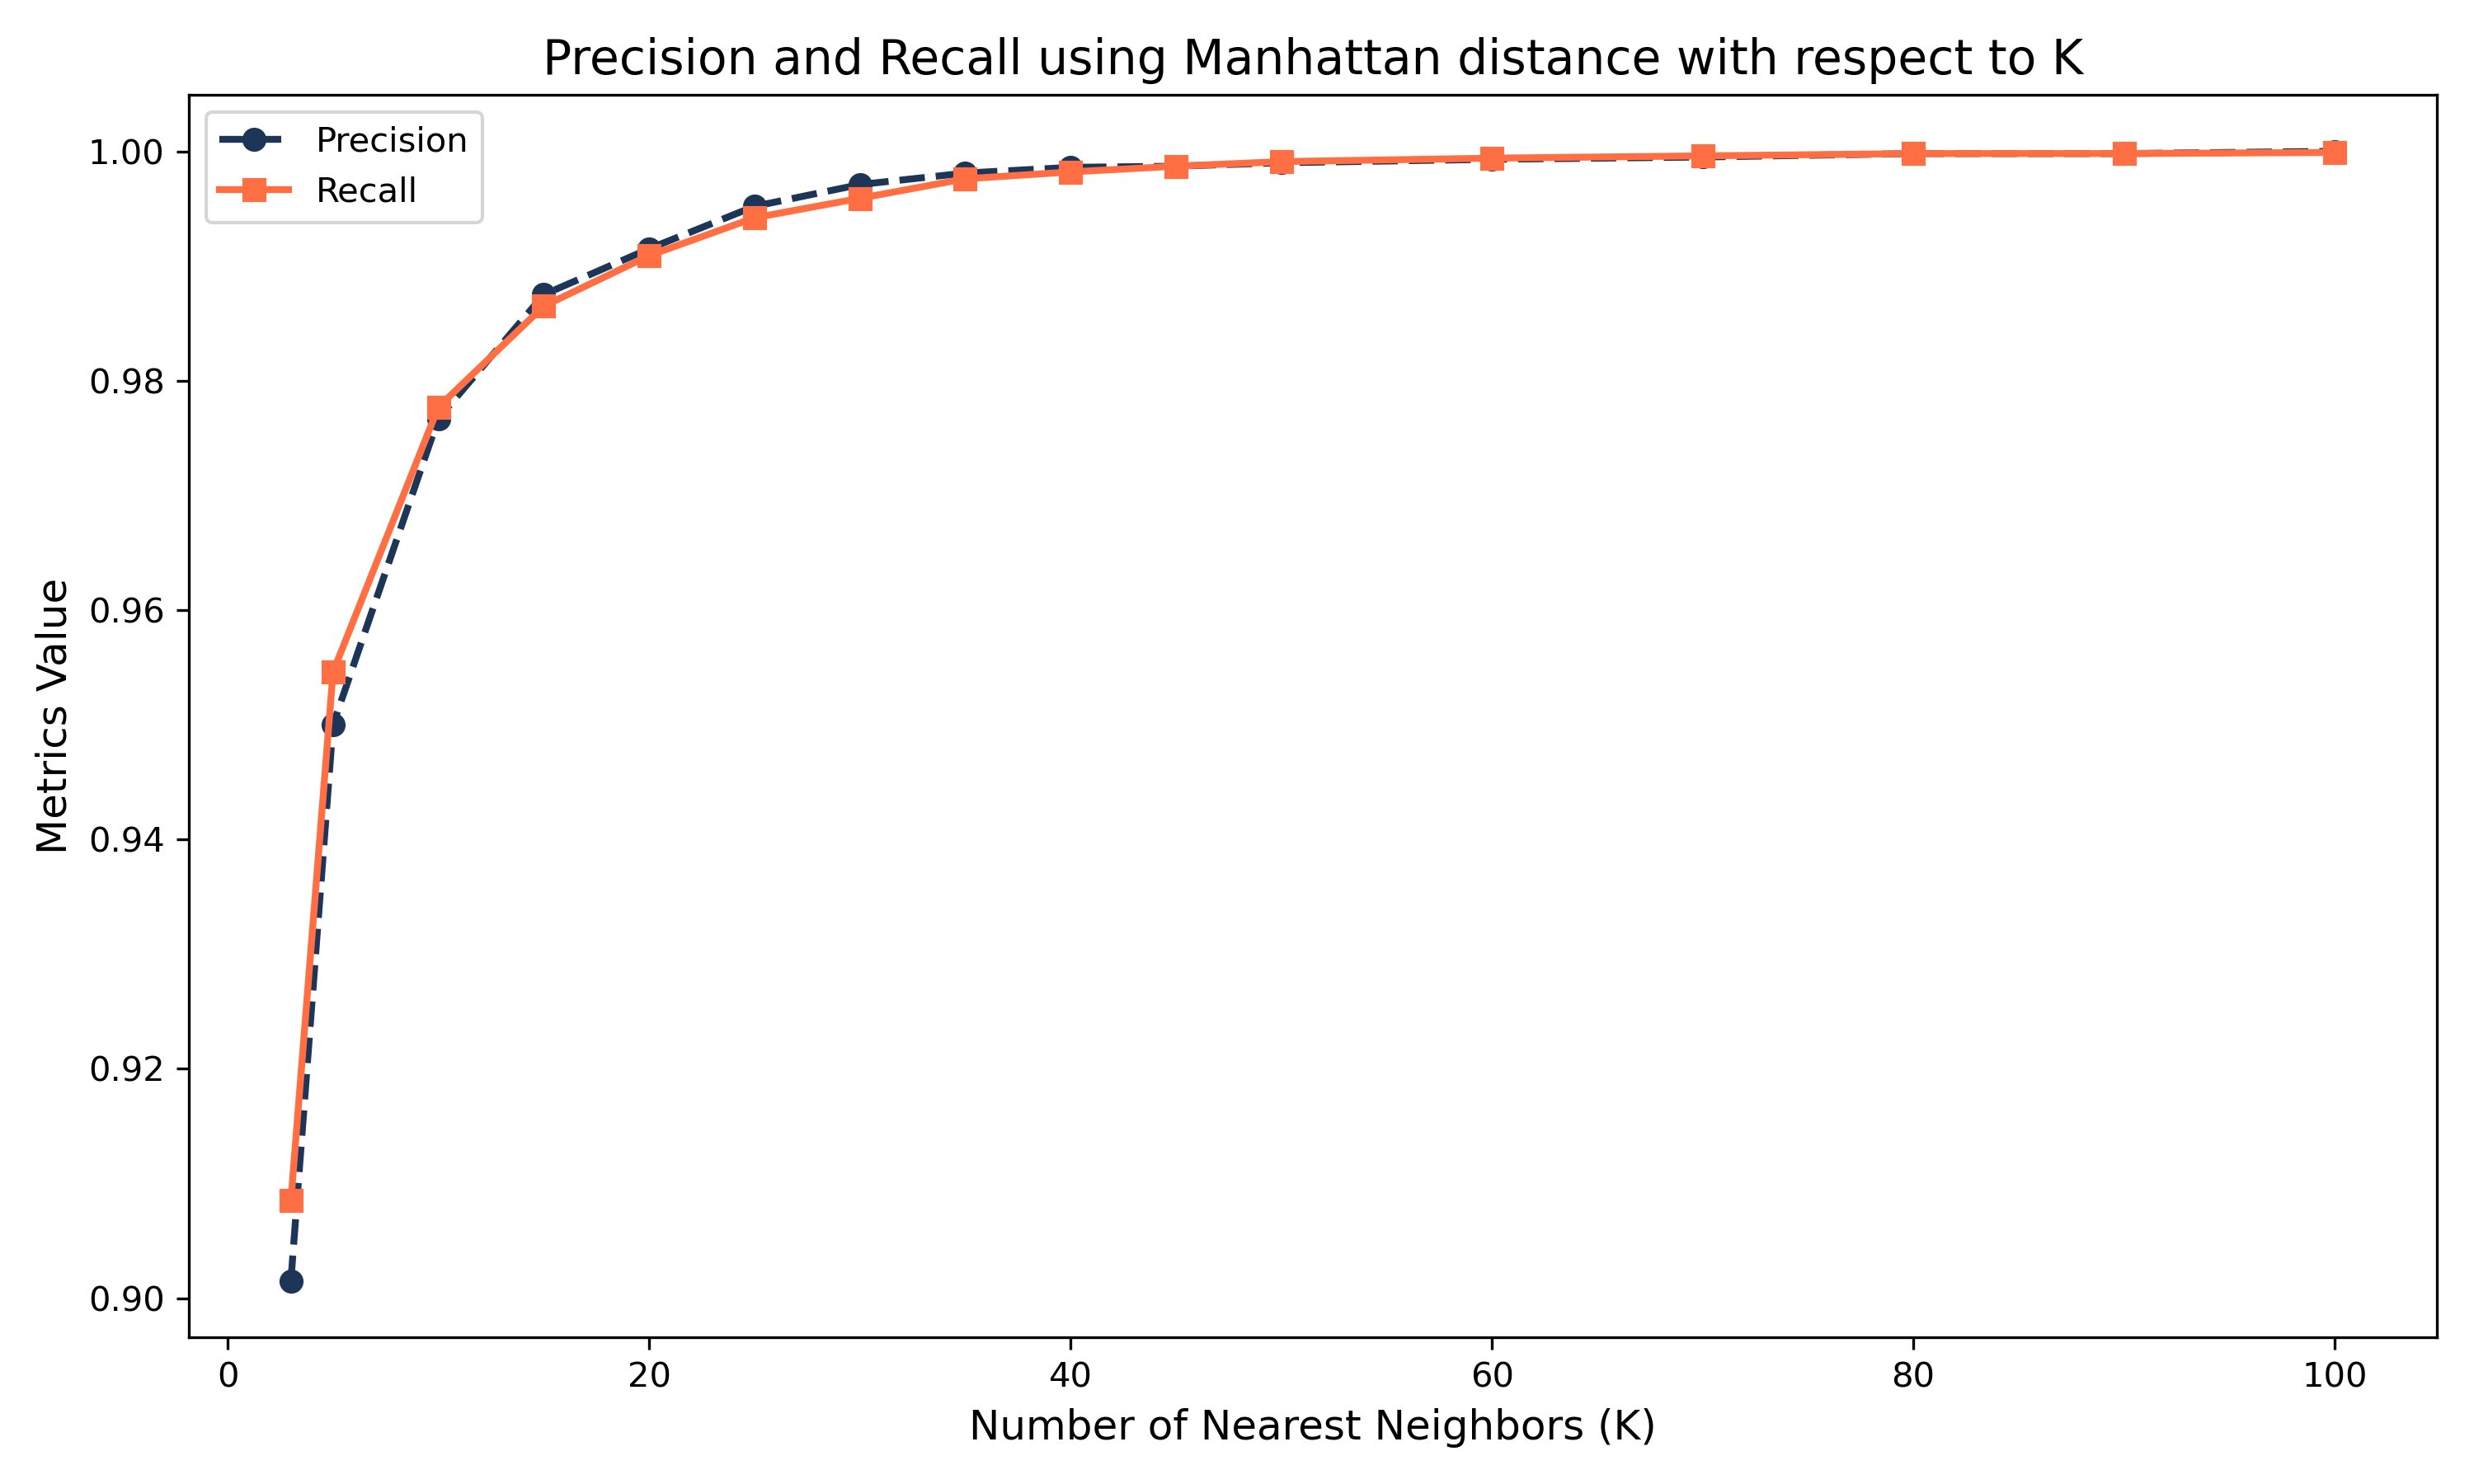 Precision and Recall using Manhattan distance with respect to K
Precision
Recall
1.00
0.98
0.96
0.94
0.92
0.90
Metrics Value
0 20 40 60 80 100
Number of Nearest Neighbors (K)